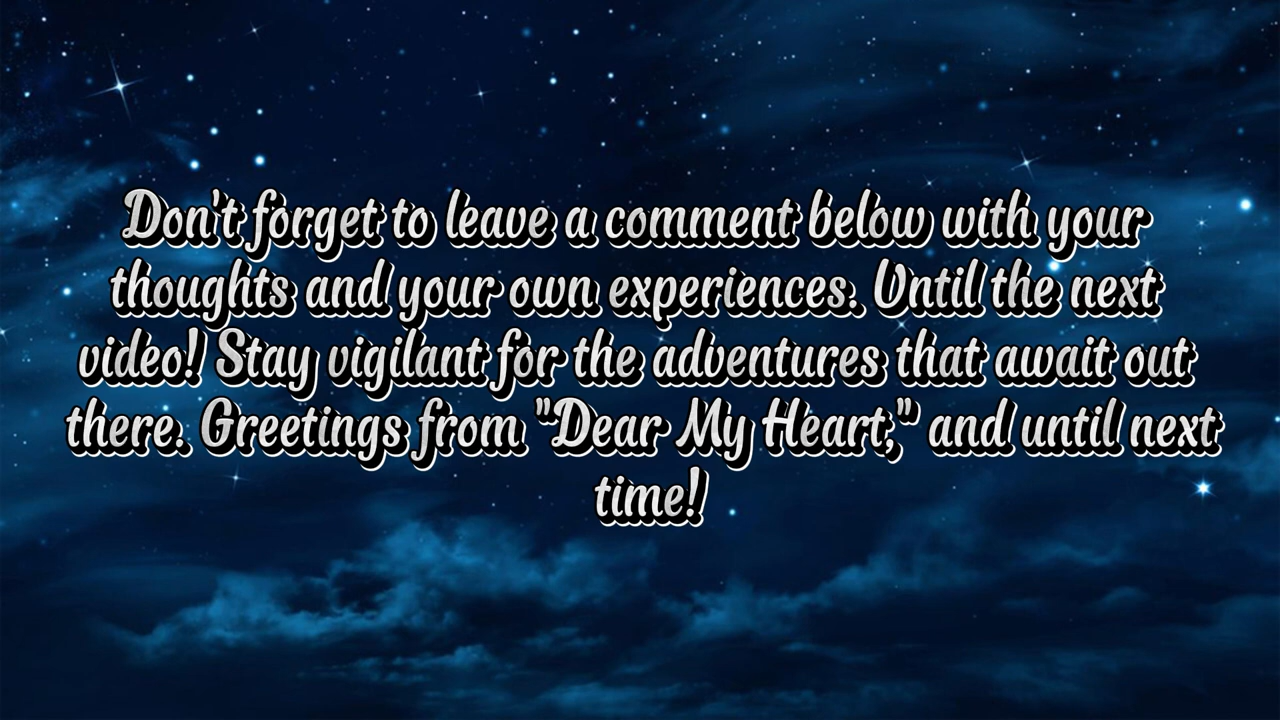 Don't forget to leave a comment below with your
thoughts and your own experiences. Until the next
video! Stay vigilant for the adventures that await out
there. Greetings from "Dear My Heart," and until next
time!